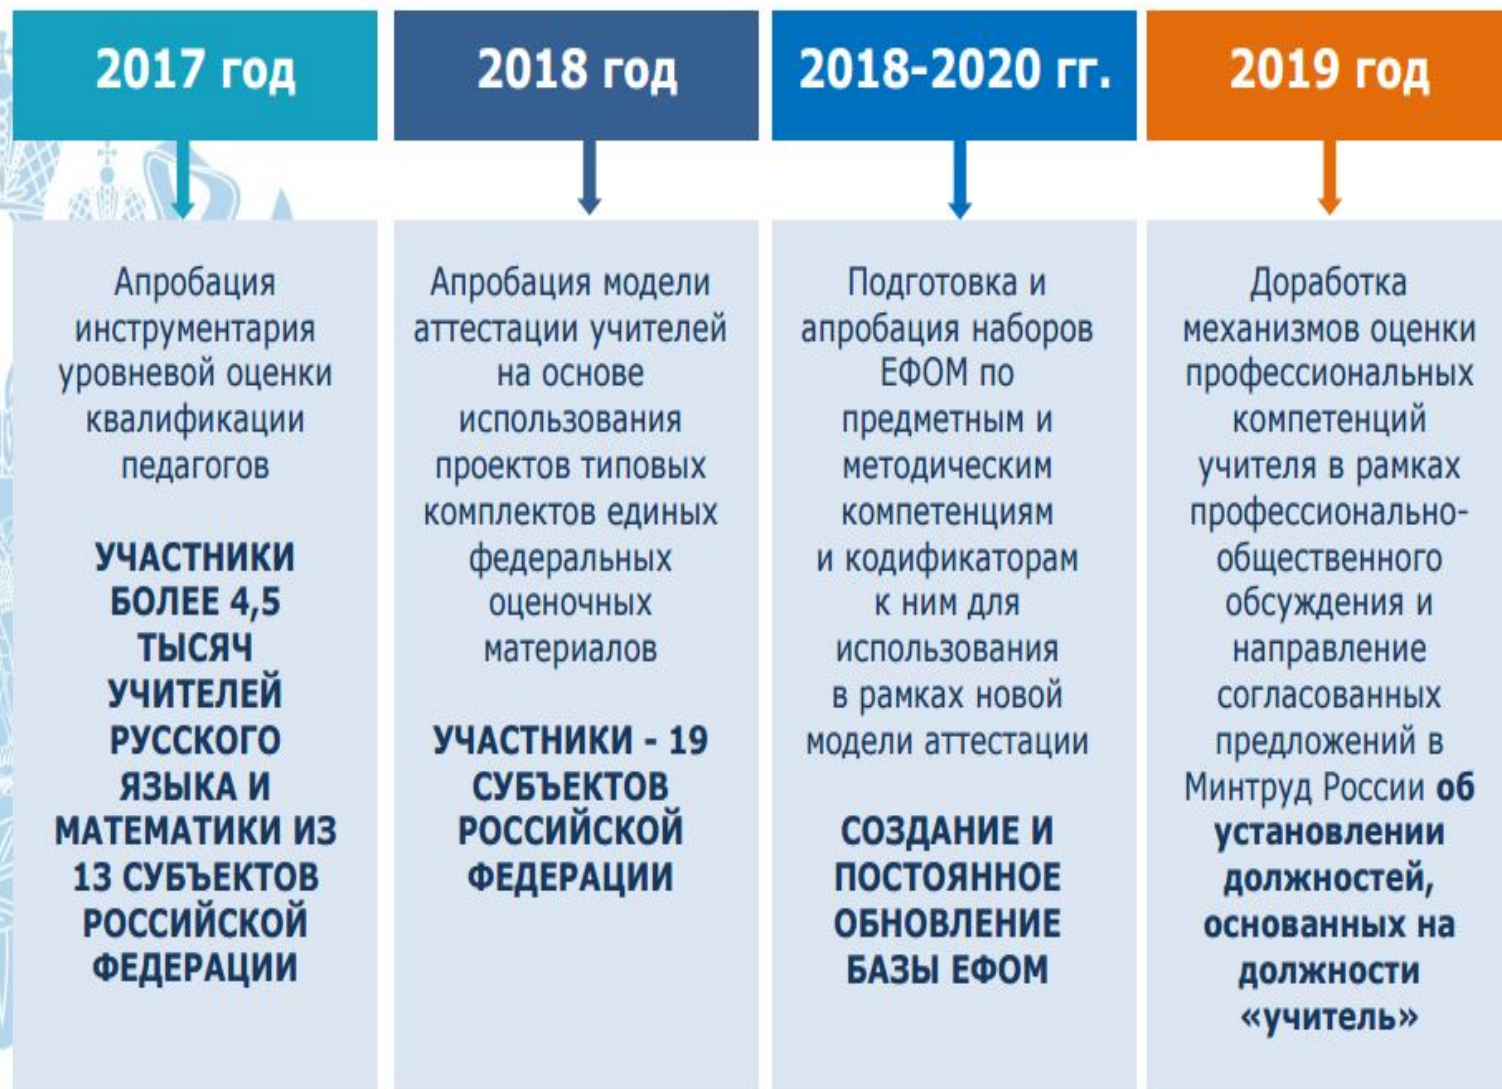 2017 год
Апробация
инструментария
уровневой оценки
квалификации
педагогов
УЧАСТНИКИ
БОЛЕЕ 4,5
ТЫСЯЧ
УЧИТЕЛЕЙ
РУССКОГО
ЯЗЫКА И
МАТЕМАТИКИ ИЗ
13 СУБЪЕКТОВ
РОССИЙСКОЙ
ФЕДЕРАЦИИ
2018 год
Апробация модели
аттестации учителей
на основе
использования
проектов типовых
комплектов единых
федеральных
оценочных
материалов
УЧАСТНИКИ - 19
СУБЪЕКТОВ
РОССИЙСКОЙ
ФЕДЕРАЦИИ
2018-2020 гг.
Подготовка и
апробация наборов
ЕФОМ по
предметным и
методическим
компетенциям
и кодификаторам
к ним для
использования
в рамках новой
модели аттестации
СОЗДАНИЕ И
ПОСТОЯННОЕ
ОБНОВЛЕНИЕ
БАЗЫ ЕФОМ
2019 год
Доработка
механизмов оценки
профессиональных
компетенций
учителя в рамках
профессионально-
общественного
обсуждения и
направление
согласованных
предложений в
Минтруд России об
установлении
должностей,
основанных на
должности
«учитель»